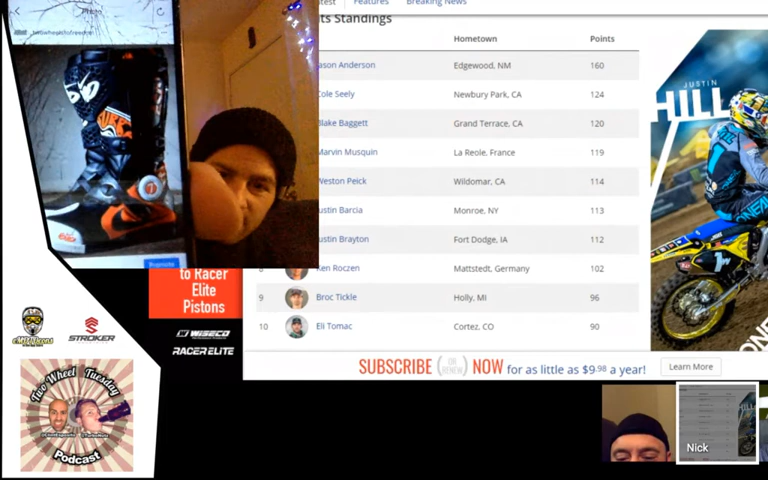 Photo
Features
Breaking News
ts Standings
Hometown
Points
ason Anderson Edgewood, NM 160
Cole Seely Newbury Park, CA 124
Blake Baggett Grand Terrace, CA 120
Marvin Musquin La Reole, France 119
Weston Peick Wildomar, CA 114
ustin Barcia Monroe, NY 113
ustin Brayton Fort Dodge, IA 112
8 Ken Roczen Mattstedt, Germany 102
9 Broc Tickle Holly, MI 96
10 Eli Tomac Cortez, CO 90
JUSTIN
HILL
ONEAL
to Racer
Elite
Pistons
WISECO
RACER ELITE
STROKER
SUBSCRIBE (OR RENEW) NOW for as little as $9.98 a year!
Learn More
Two Wheel Tuesday
Podcast
Nick